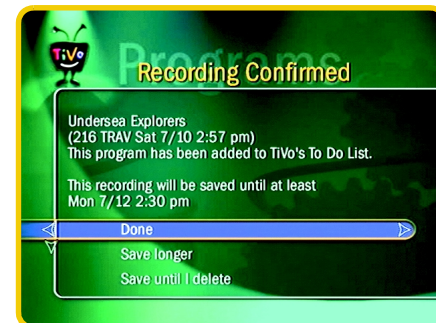 TiVo
Programs
Recording Confirmed
Undersea Explorers
(216 TRAV Sat 7/10 2:57 pm)
This program has been added to TiVo's To Do List.
This recording will be saved until at least
Mon 7/12 2:30 pm
Done
Save longer
Save until I delete